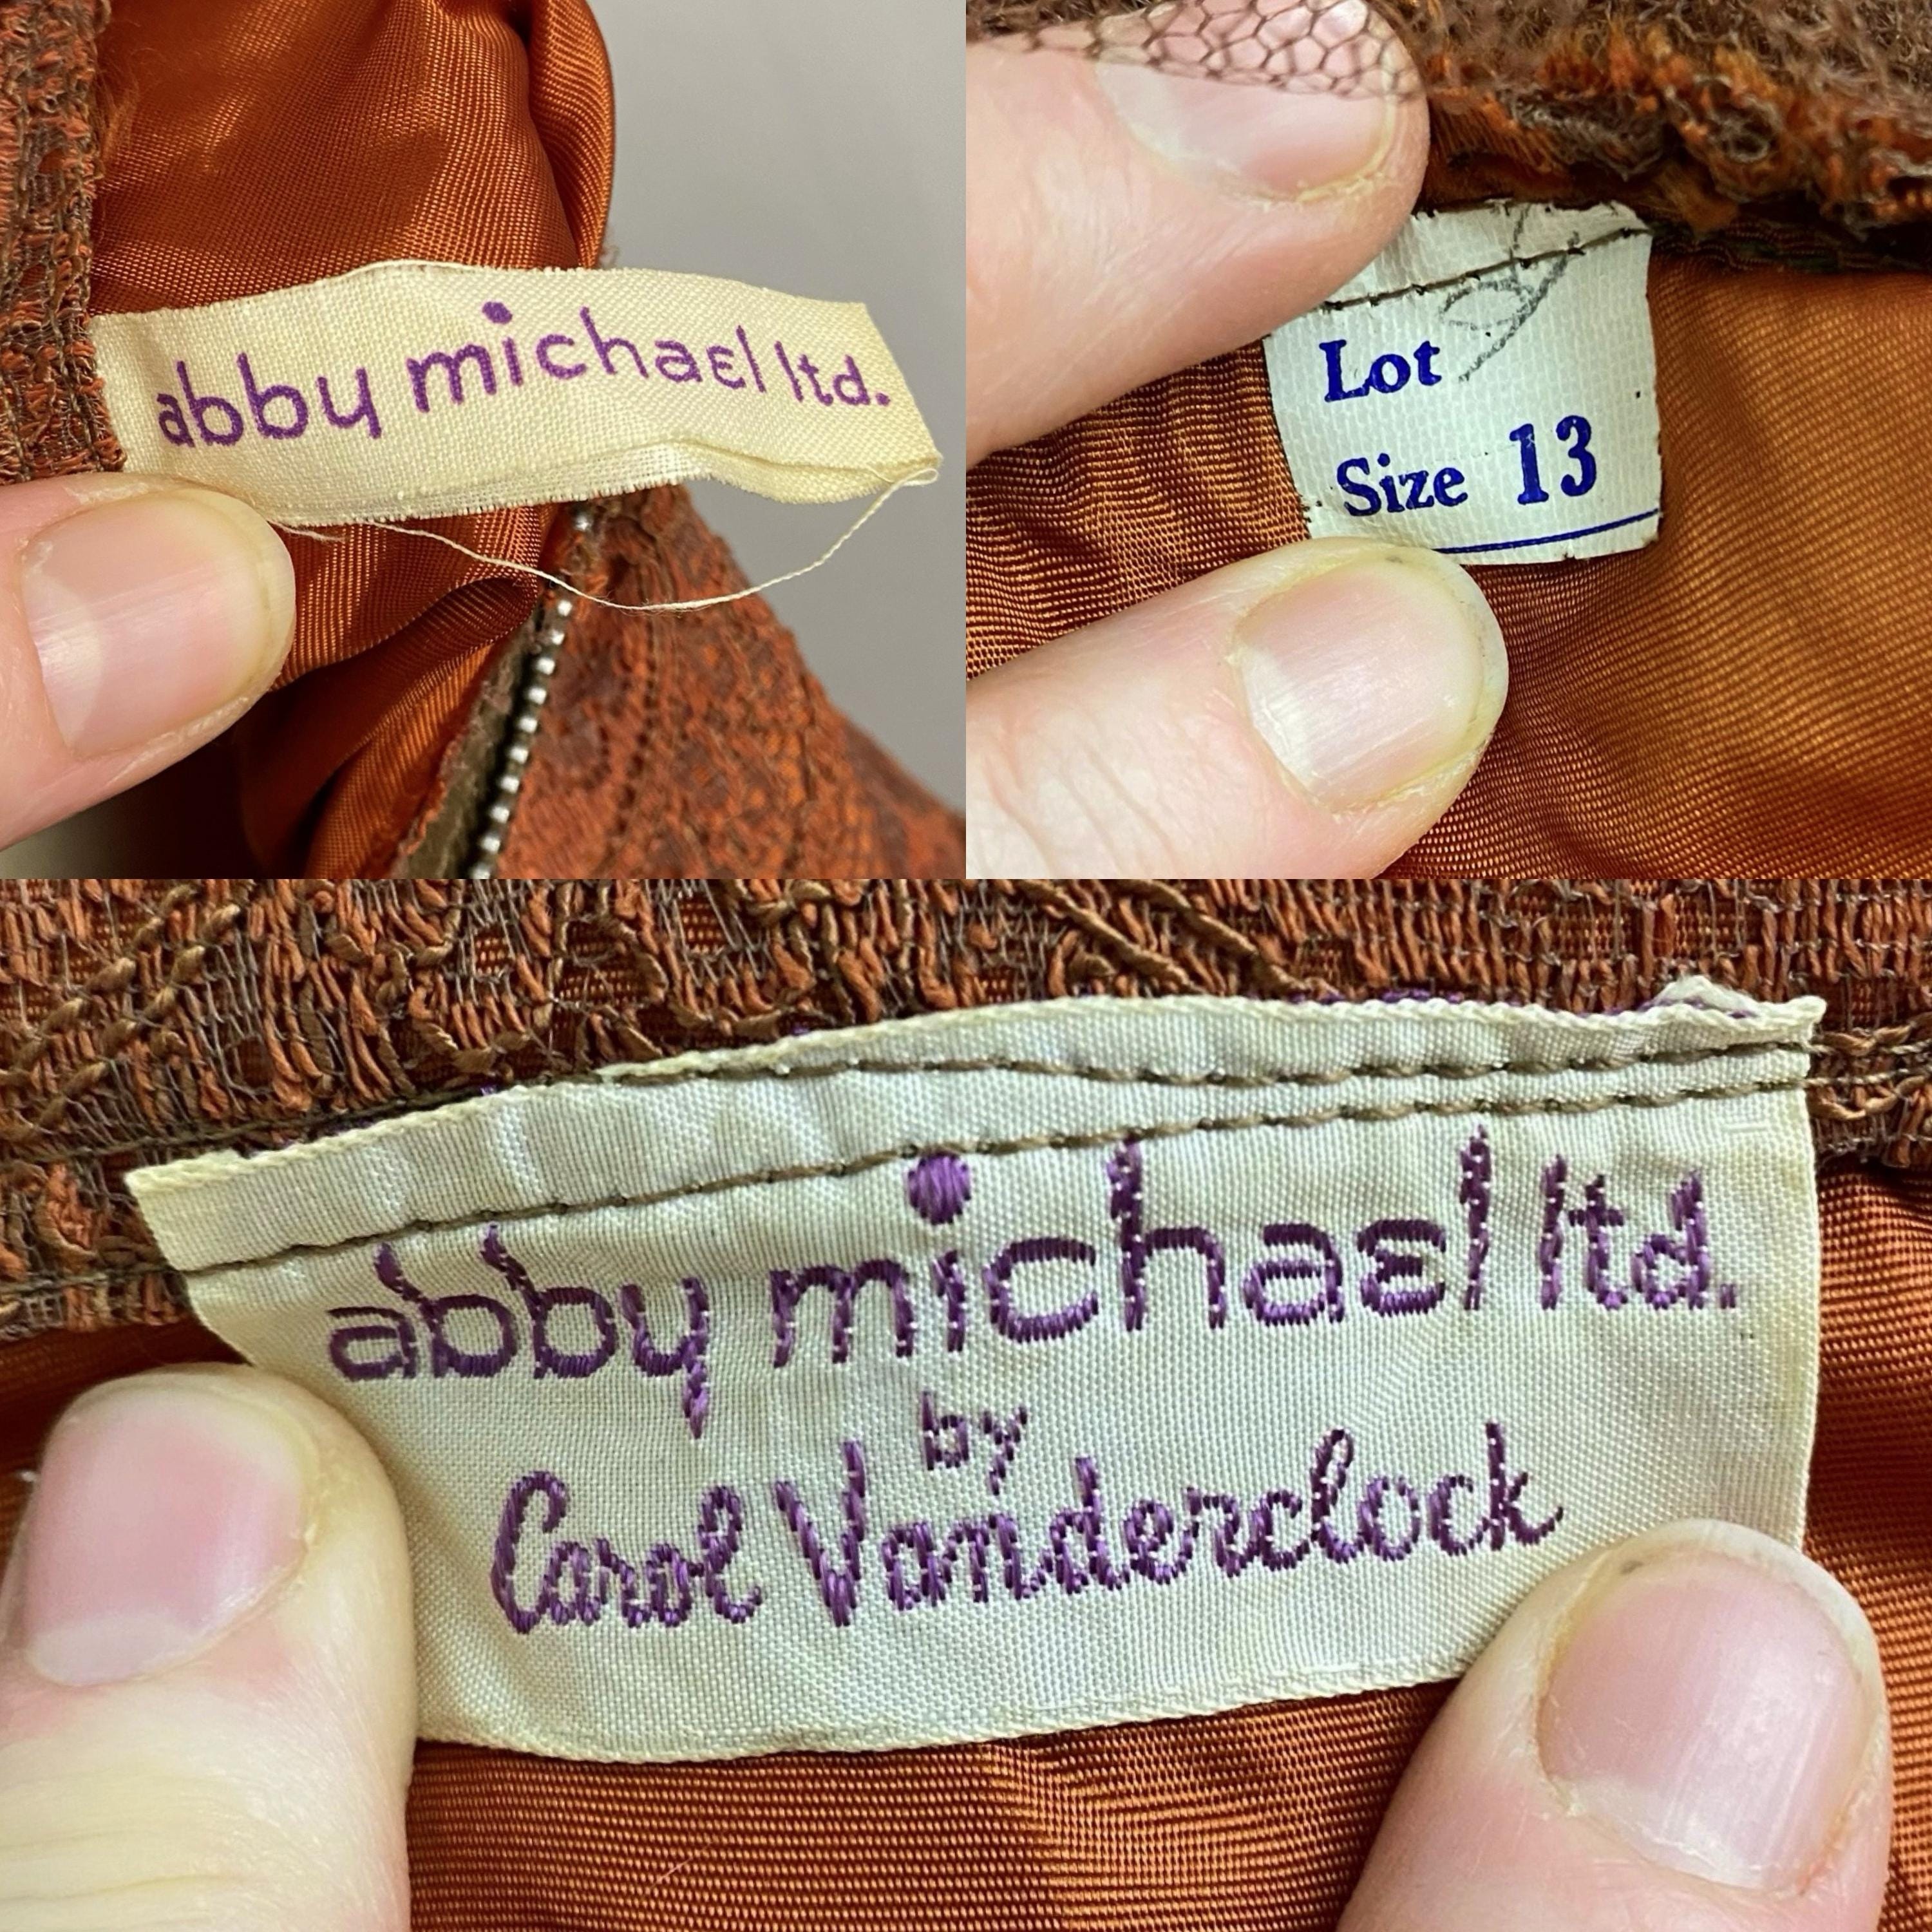 abby michael ltd.
Lot
Size 13
abby michael ltd.
by
Carol Vanderclock